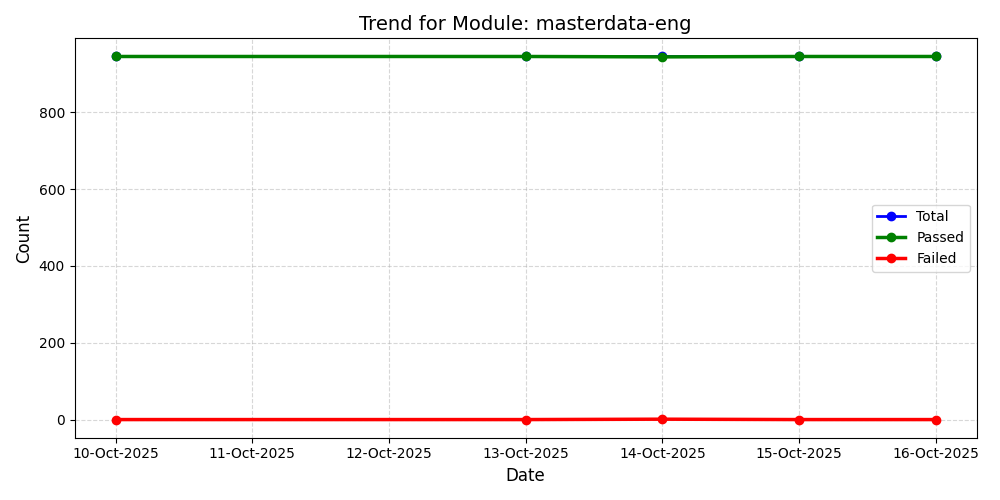 Trend for Module: masterdata-eng
Count
800
600
400
200
0
Total
Passed
Failed
10-Oct-2025
11-Oct-2025
12-Oct-2025
13-Oct-2025
14-Oct-2025
15-Oct-2025
16-Oct-2025
Date